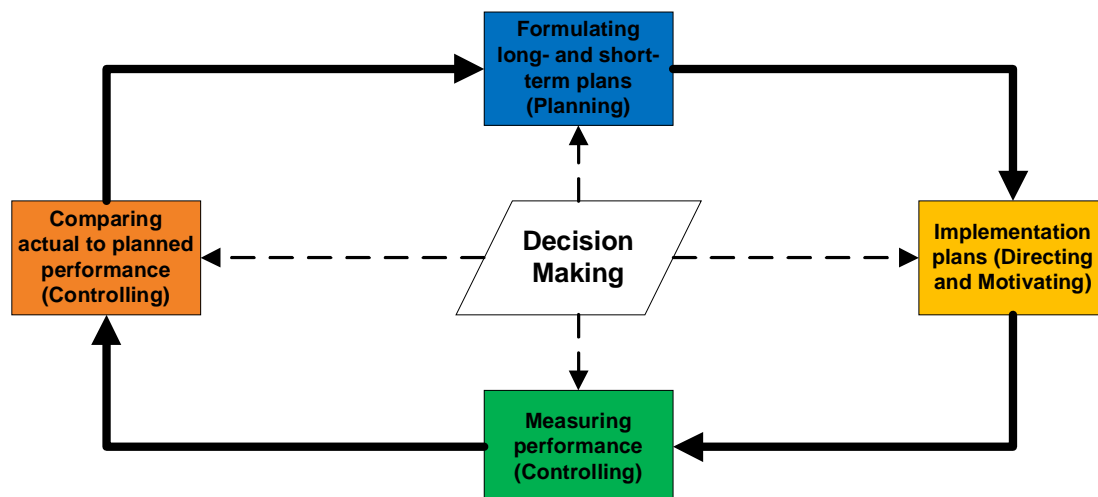 Formulating
long- and short-
term plans
(Planning)
Comparing
actual to planned
performance
(Controlling)
Decision
Making
Implementation
plans (Directing
and Motivating)
Measuring
performance
(Controlling)